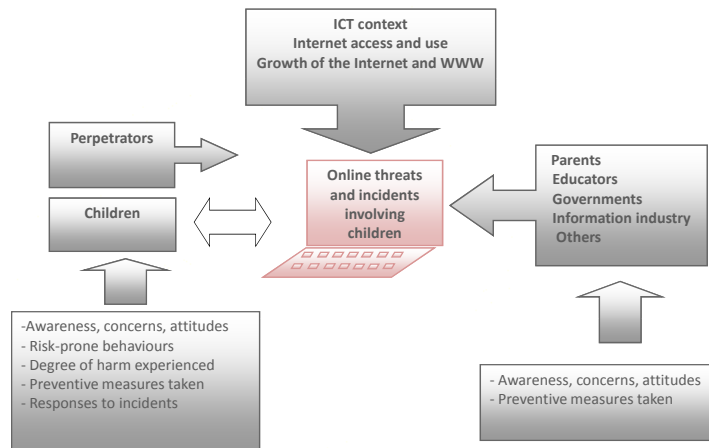 ICT context
Internet access and use
Growth of the Internet and WWW
Perpetrators
Children
Online threats
and incidents
involving
children
Parents
Educators
Governments
Information industry
Others
-Awareness, concerns, attitudes
- Risk-prone behaviours
- Degree of harm experienced
- Preventive measures taken
- Responses to incidents
- Awareness, concerns, attitudes
- Preventive measures taken